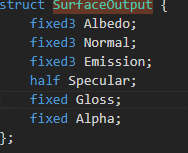 struct SurfaceOutput {
    fixed3 Albedo;
    fixed3 Normal;
    fixed3 Emission;
    half Specular;
    fixed Gloss;
    fixed Alpha;
};